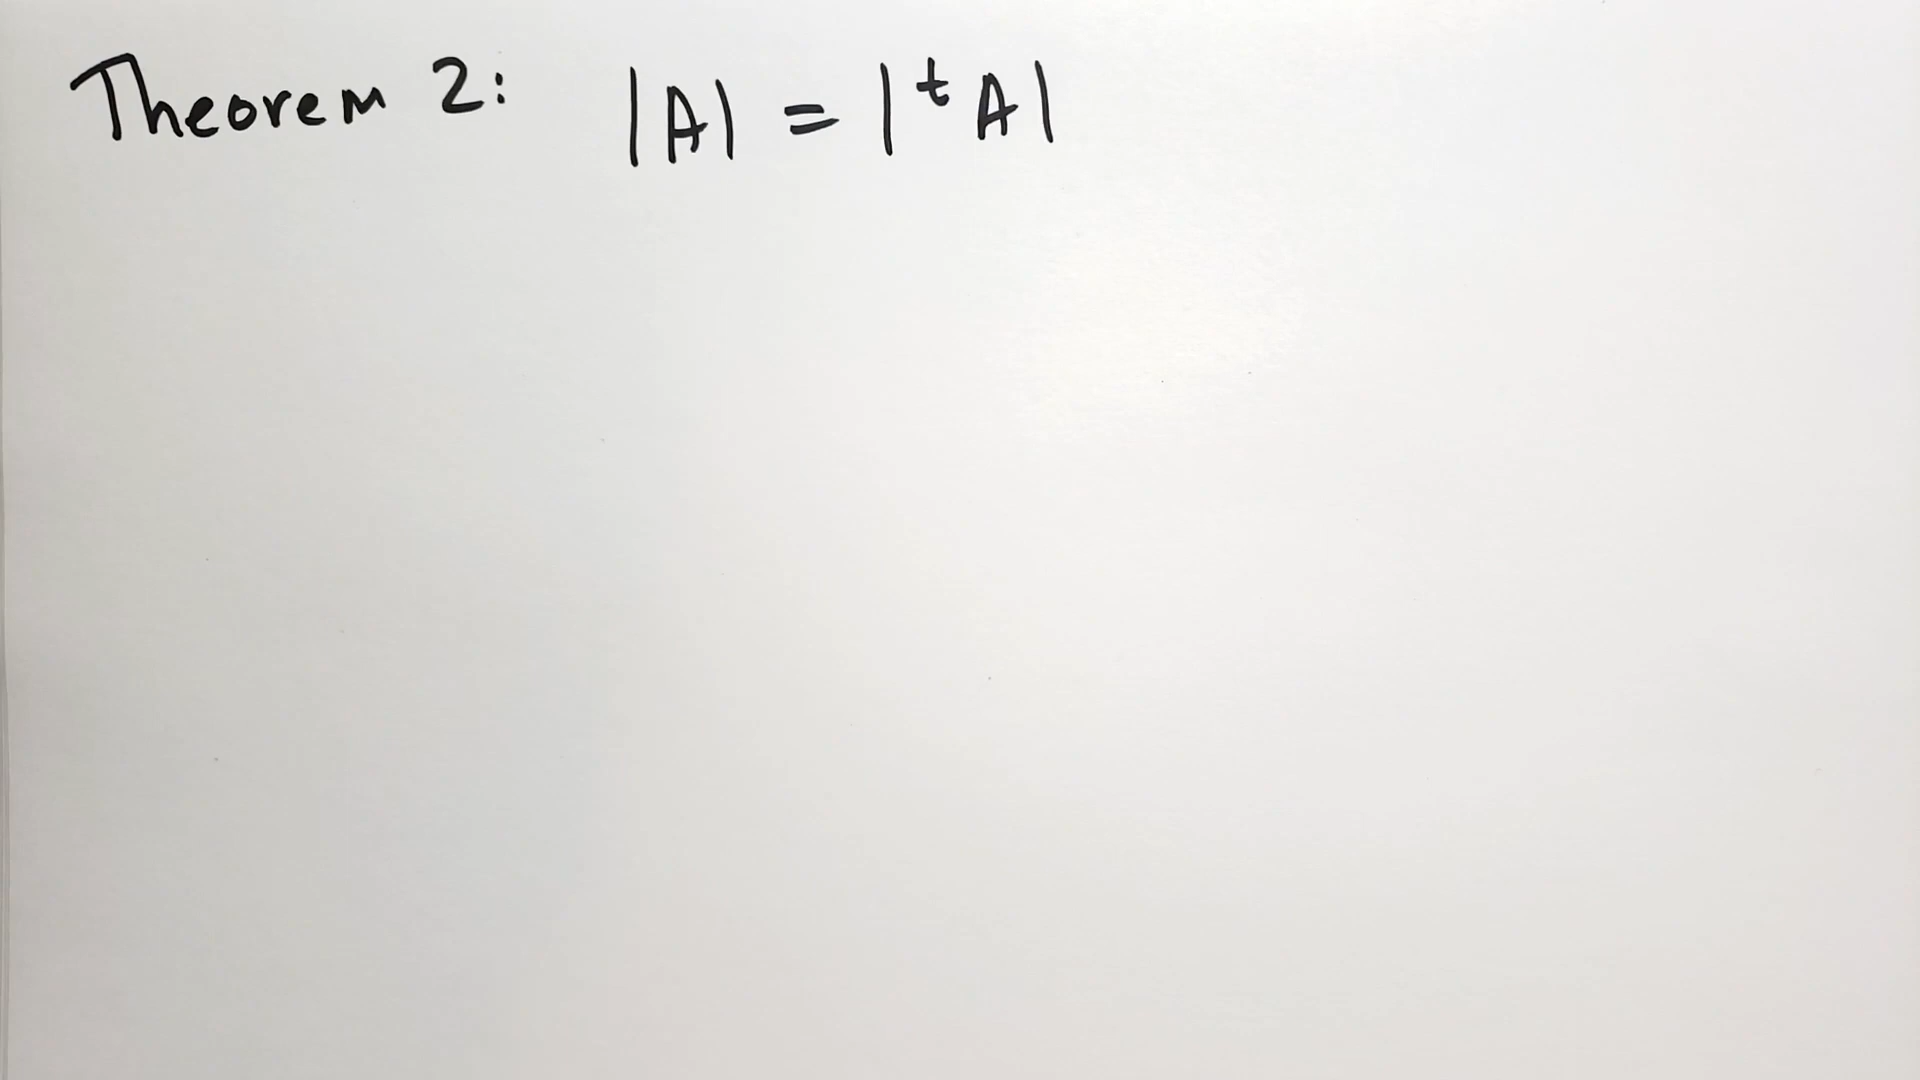 Theorem 2: |A| = |ᵗA|